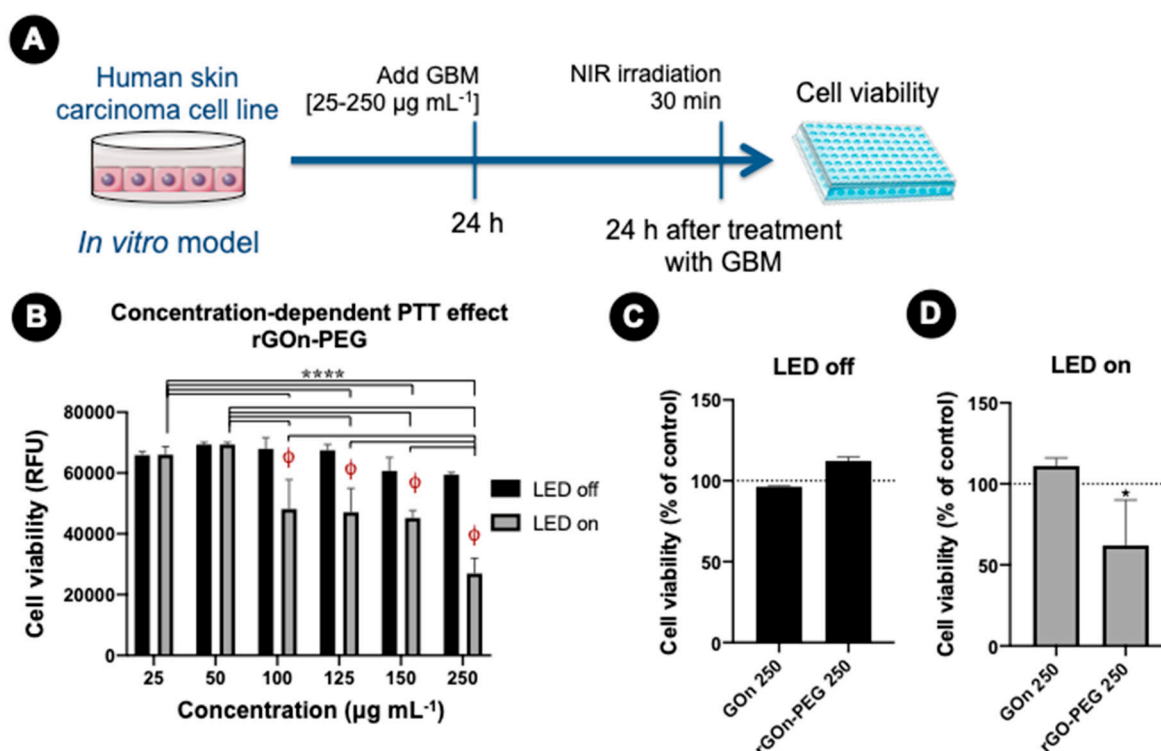 A
Human skin
carcinoma cell line
In vitro model
Add GBM
[25-250 µg mL⁻¹]
24 h
NIR irradiation
30 min
24 h after treatment
with GBM
Cell viability
B
Concentration-dependent PTT effect
rGOn-PEG
****
Cell viability (RFU)
80000
60000
40000
20000
0
ϕ
ϕ
ϕ
ϕ
25 50 100 125 150 250
Concentration (µg mL⁻¹)
LED off
LED on
C
LED off
Cell viability (% of control)
150
100
50
0
GOn 250
rGOn-PEG 250
D
LED on
Cell viability (% of control)
150
100
50
0
*
GOn 250
rGO-PEG 250